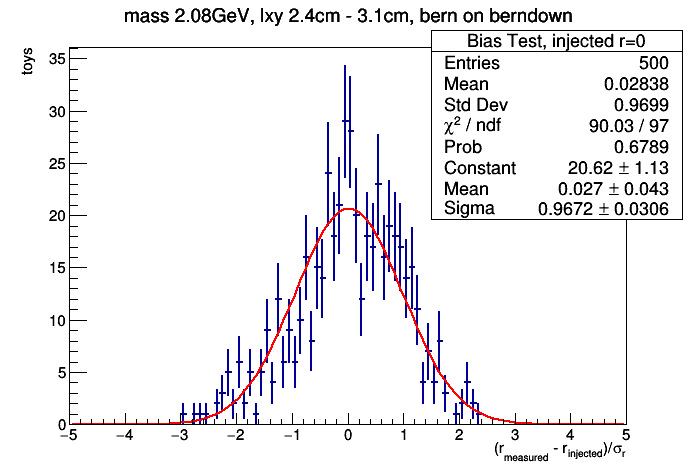 mass 2.08GeV, lxy 2.4cm - 3.1cm, bern on berndown
toys
Bias Test, injected r=0
Entries 500
Mean 0.02838
Std Dev 0.9699
χ² / ndf 90.03 / 97
Prob 0.6789
Constant 20.62 ± 1.13
Mean 0.027 ± 0.043
Sigma 0.9672 ± 0.0306
35
30
25
20
15
10
5
0
−5 −4 −3 −2 −1 0 1 2 3 4 5
(r_measured - r_injected)/σ_r